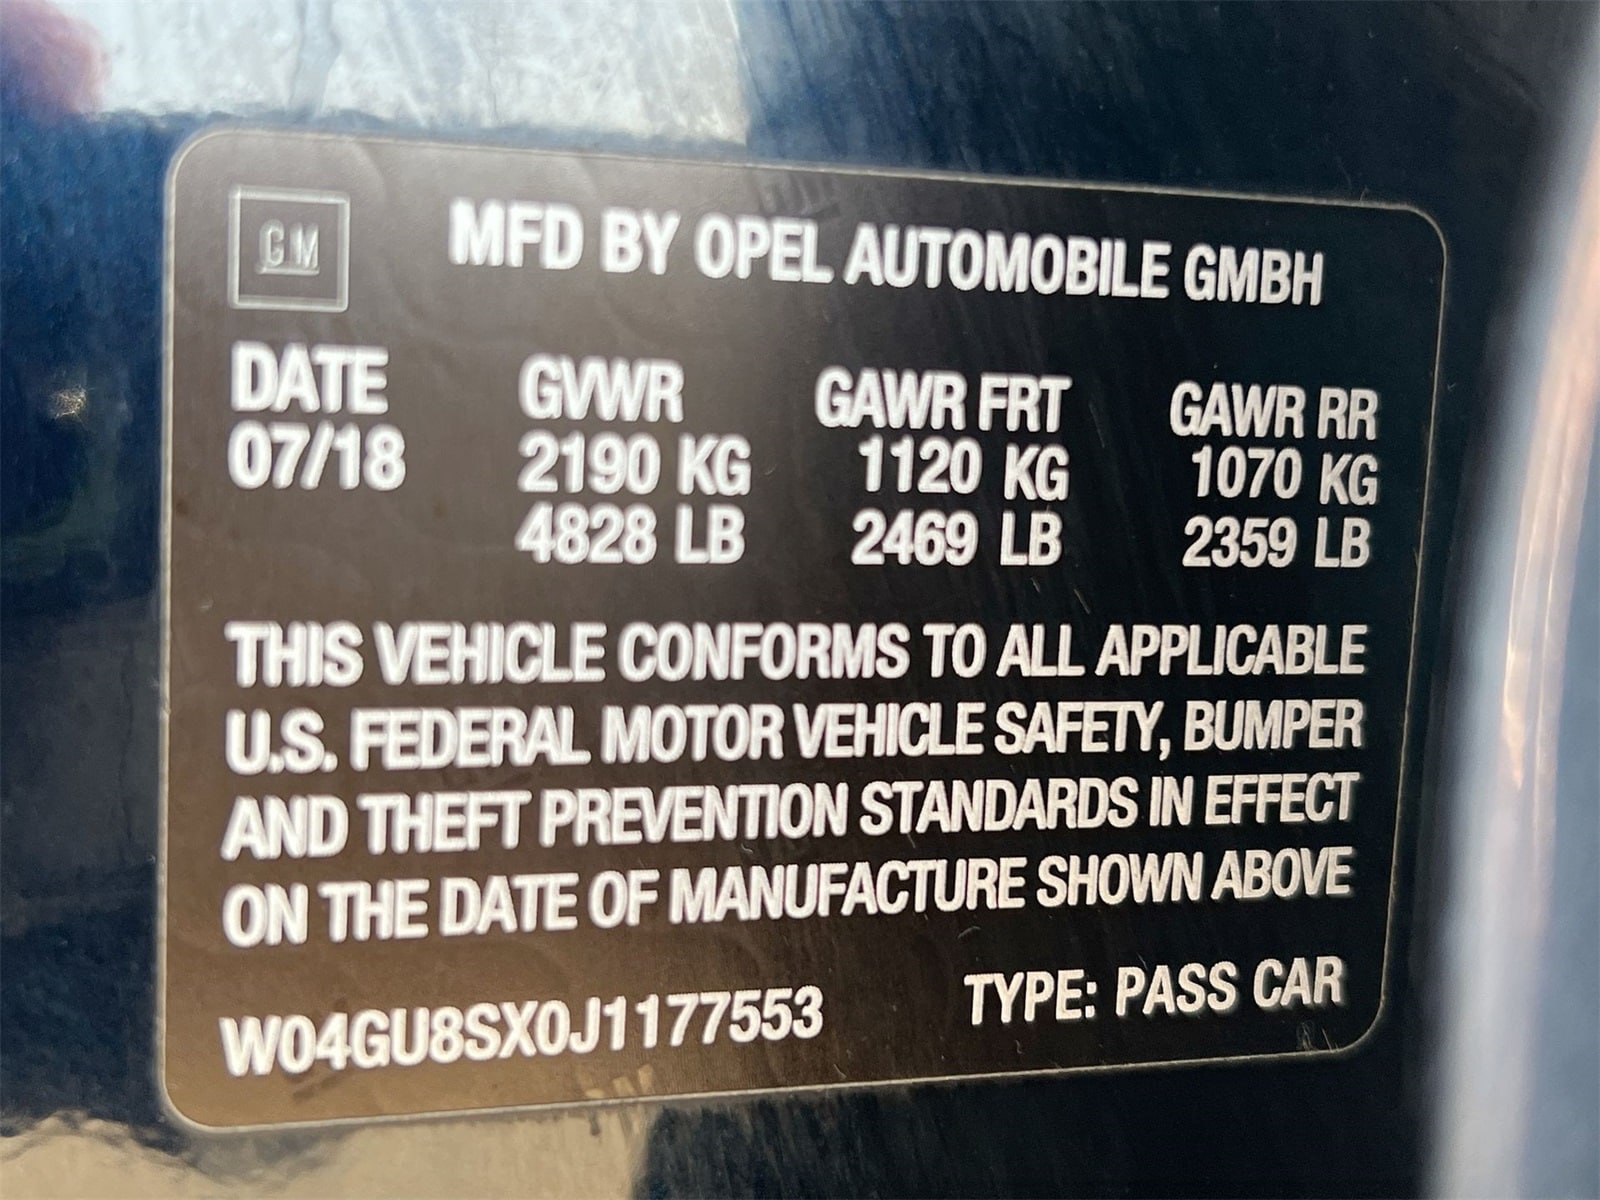 GM
MFD BY OPEL AUTOMOBILE GMBH
DATE GVWR GAWR FRT GAWR RR
07/18 2190 KG 1120 KG 1070 KG
4828 LB 2469 LB 2359 LB
THIS VEHICLE CONFORMS TO ALL APPLICABLE
U.S. FEDERAL MOTOR VEHICLE SAFETY, BUMPER
AND THEFT PREVENTION STANDARDS IN EFFECT
ON THE DATE OF MANUFACTURE SHOWN ABOVE
W04GU8SX0J1177553 TYPE: PASS CAR